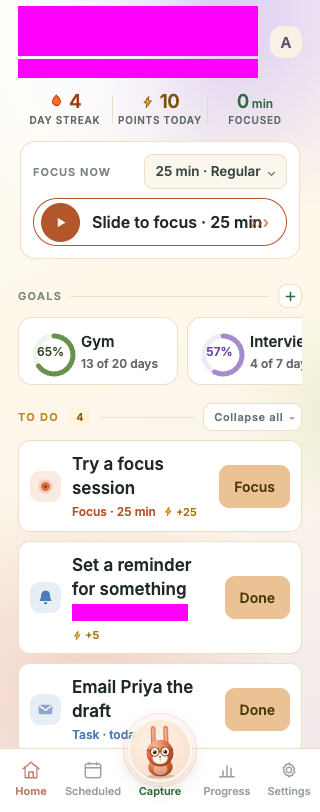 A
4
DAY STREAK
10
POINTS TODAY
0 min
FOCUSED
FOCUS NOW
25 min · Regular
Slide to focus · 25 min
GOALS
65%
Gym
13 of 20 days
57%
4 of 7
TO DO 4
Collapse all
Try a focus
session
Focus · 25 min +25
Focus
Set a reminder
for something
+5
Done
Email Priya the
draft
Task ·
Done
Home
Scheduled
Capture
Progress
Settings